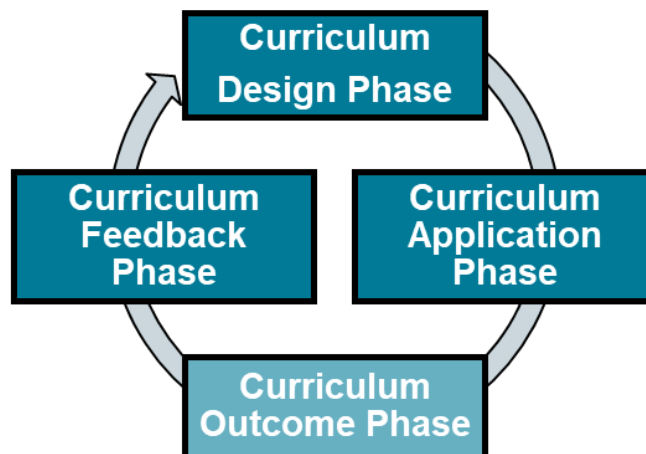 Curriculum
Design Phase
Curriculum
Feedback
Phase
Curriculum
Application
Phase
Curriculum
Outcome Phase